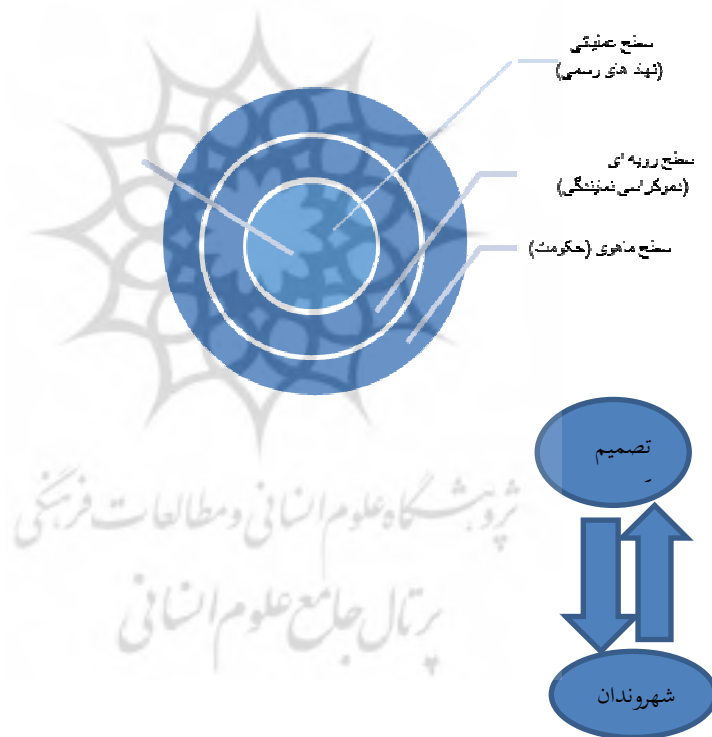 سطح عملیاتی
(نهاد های رسمی)
سطح رویه ای
(دموکراسی نمایندگی)
سطح ماهوی (حکومت)
تصمیم
پژوهشگاه علوم انسانی و مطالعات فرهنگی
پرتال جامع علوم انسانی
شهروندان